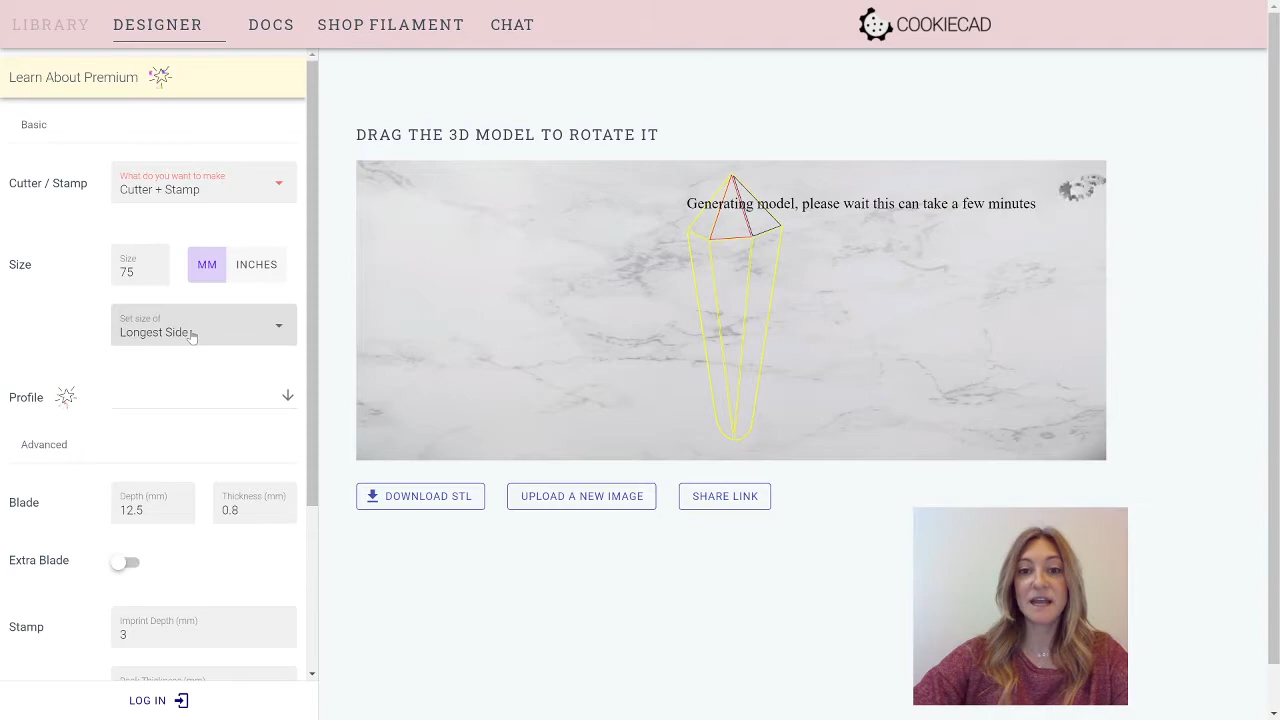 LIBRARY
DESIGNER
DOCS
SHOP FILAMENT
CHAT
COOKIECAD
Learn About Premium
Basic
Cutter / Stamp
What do you want to make
Cutter + Stamp
Size
Size
75
MM
INCHES
Set size of
Longest Side
Profile
Advanced
Blade
Depth (mm)
12.5
Thickness (mm)
0.8
Extra Blade
Stamp
Imprint Depth (mm)
3
LOG IN
DRAG THE 3D MODEL TO ROTATE IT
Generating model, please wait this can take a few minutes
DOWNLOAD STL
UPLOAD A NEW IMAGE
SHARE LINK